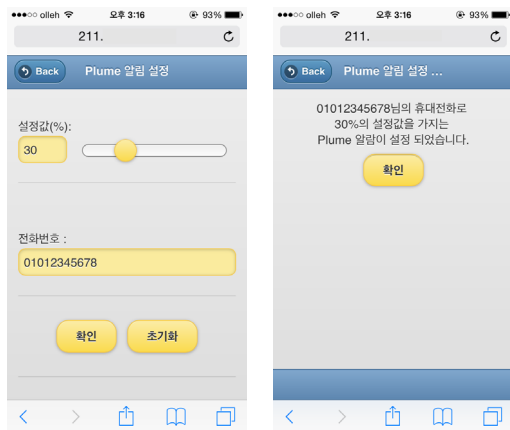 olleh 오후 3:16 93%
211.
Back Plume 알림 설정
설정값(%):
30
전화번호 :
01012345678
확인 초기화
olleh 오후 3:16 93%
211.
Back Plume 알림 설정 ...
01012345678님의 휴대전화로
30%의 설정값을 가지는
Plume 알람이 설정 되었습니다.
확인